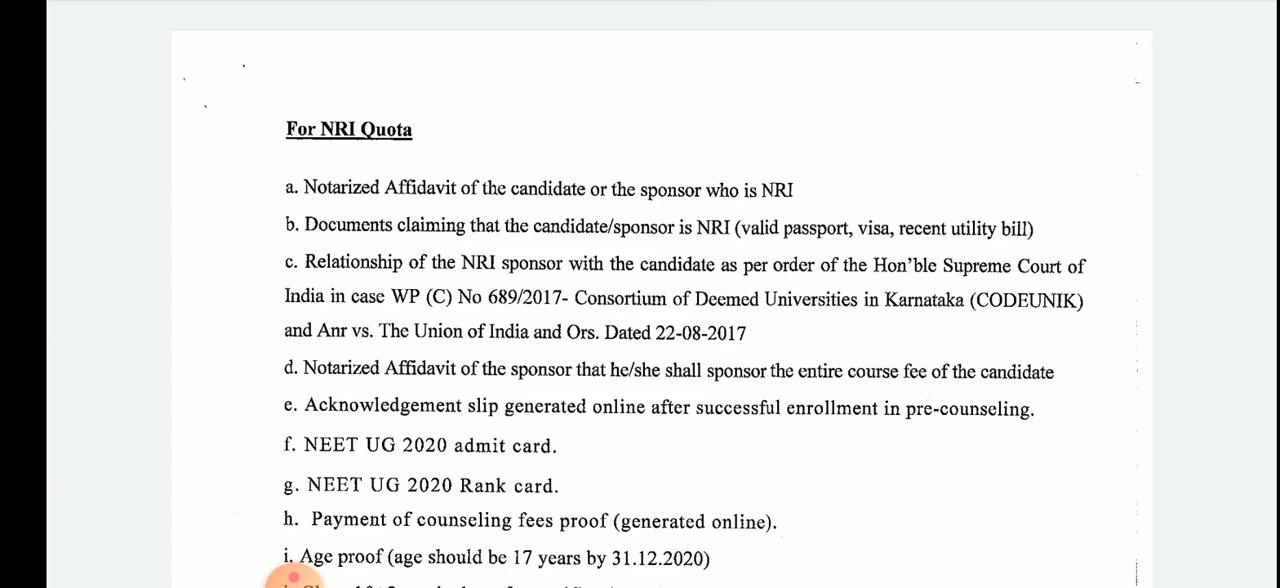 For NRI Quota
a. Notarized Affidavit of the candidate or the sponsor who is NRI
b. Documents claiming that the candidate/sponsor is NRI (valid passport, visa, recent utility bill)
c. Relationship of the NRI sponsor with the candidate as per order of the Hon'ble Supreme Court of
India in case WP (C) No 689/2017- Consortium of Deemed Universities in Karnataka (CODEUNIK)
and Anr vs. The Union of India and Ors. Dated 22-08-2017
d. Notarized Affidavit of the sponsor that he/she shall sponsor the entire course fee of the candidate
e. Acknowledgement slip generated online after successful enrollment in pre-counseling.
f. NEET UG 2020 admit card.
g. NEET UG 2020 Rank card.
h. Payment of counseling fees proof (generated online).
i. Age proof (age should be 17 years by 31.12.2020)